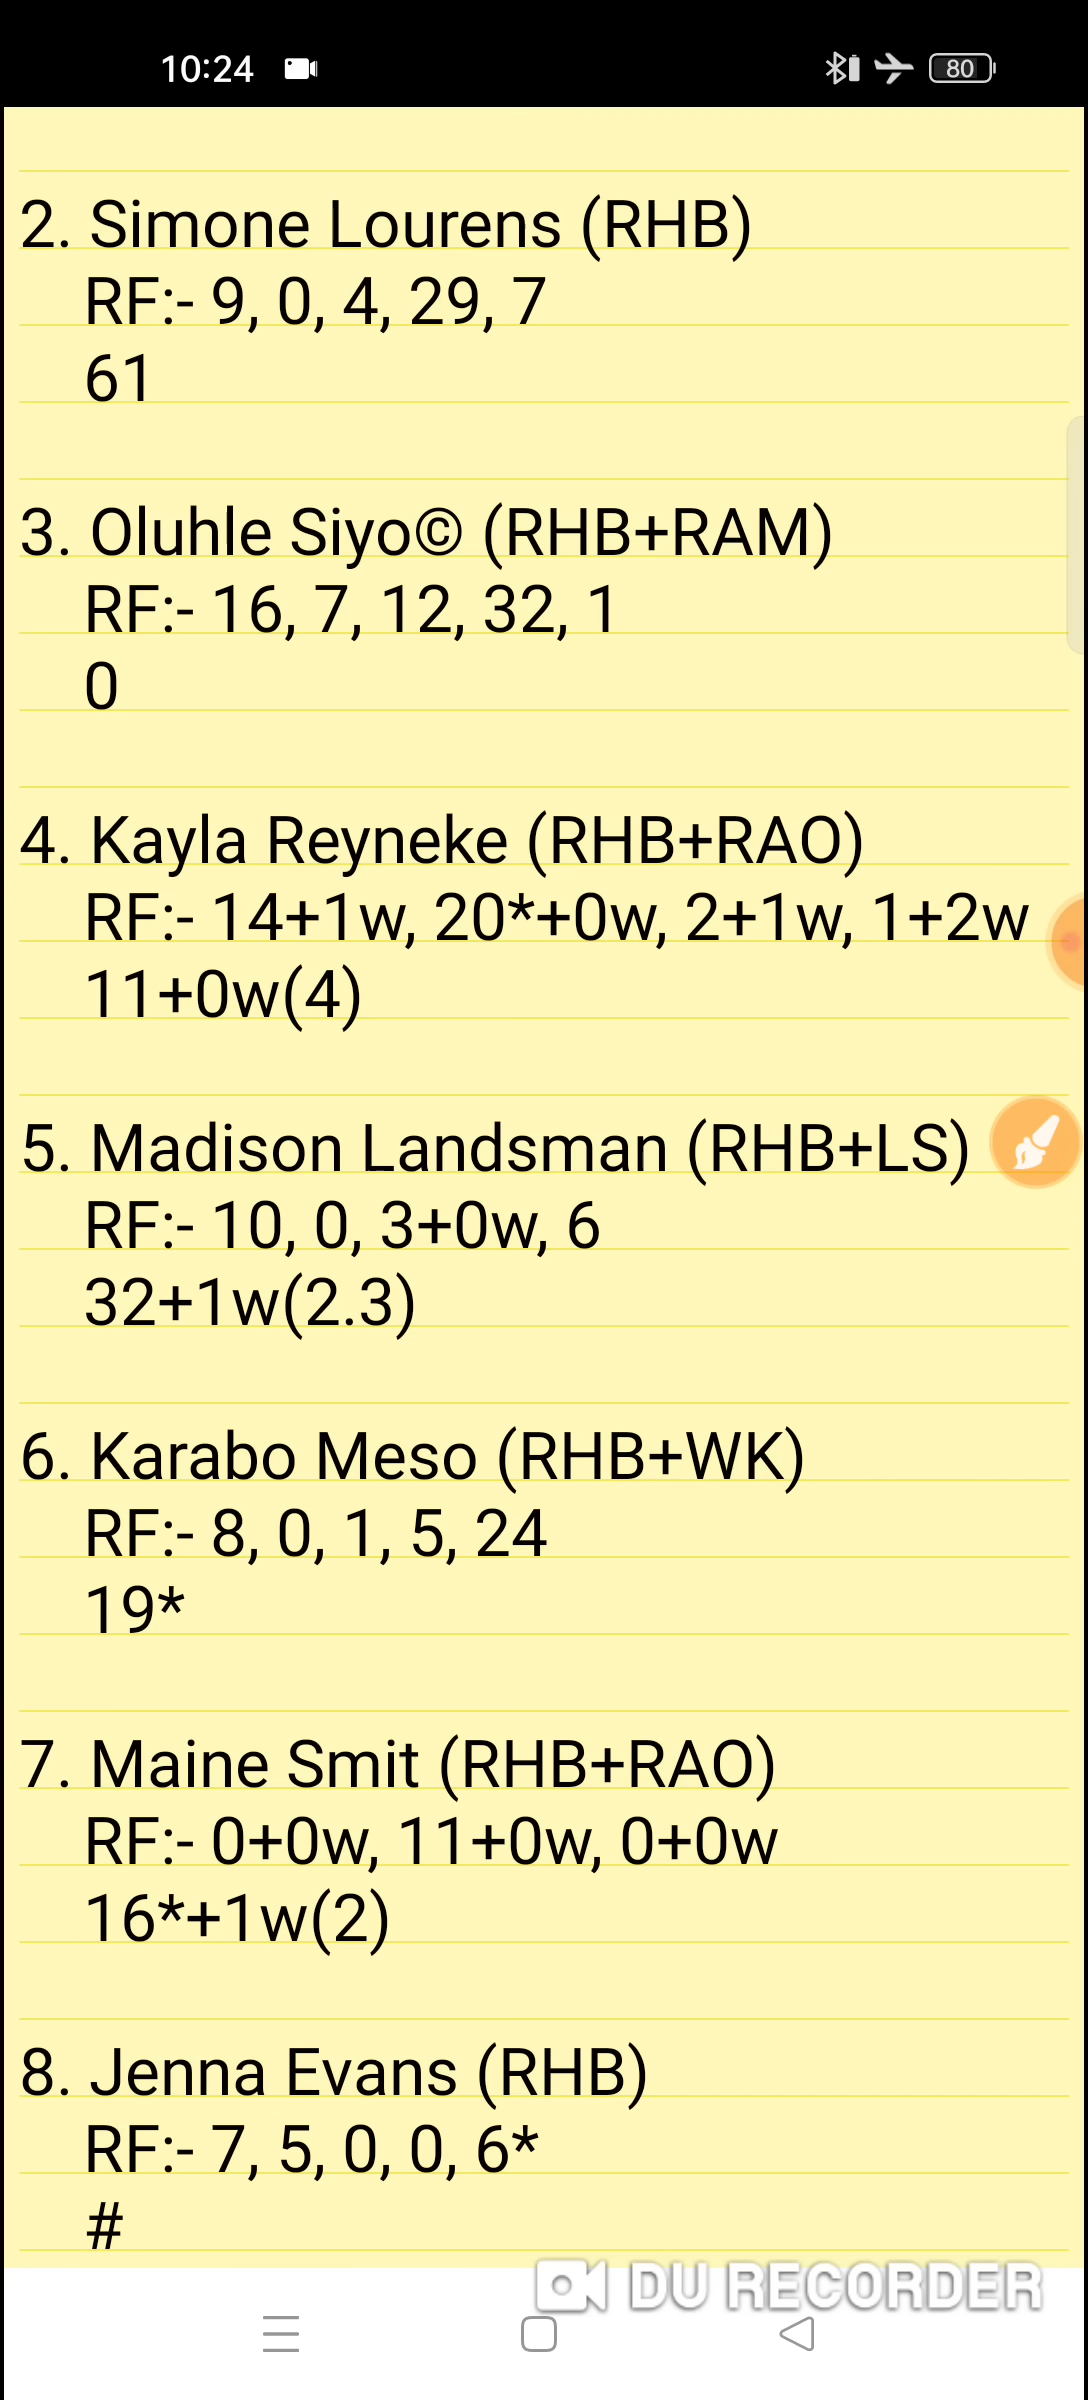 10:24
80
2. Simone Lourens (RHB)
RF:- 9, 0, 4, 29, 7
61
3. Oluhle Siyo© (RHB+RAM)
RF:- 16, 7, 12, 32, 1
0
4. Kayla Reyneke (RHB+RAO)
RF:- 14+1w, 20*+0w, 2+1w, 1+2w
11+0w(4)
5. Madison Landsman (RHB+LS)
RF:- 10, 0, 3+0w, 6
32+1w(2.3)
6. Karabo Meso (RHB+WK)
RF:- 8, 0, 1, 5, 24
19*
7. Maine Smit (RHB+RAO)
RF:- 0+0w, 11+0w, 0+0w
16*+1w(2)
8. Jenna Evans (RHB)
RF:- 7, 5, 0, 0, 6*
#
DU RECORDER